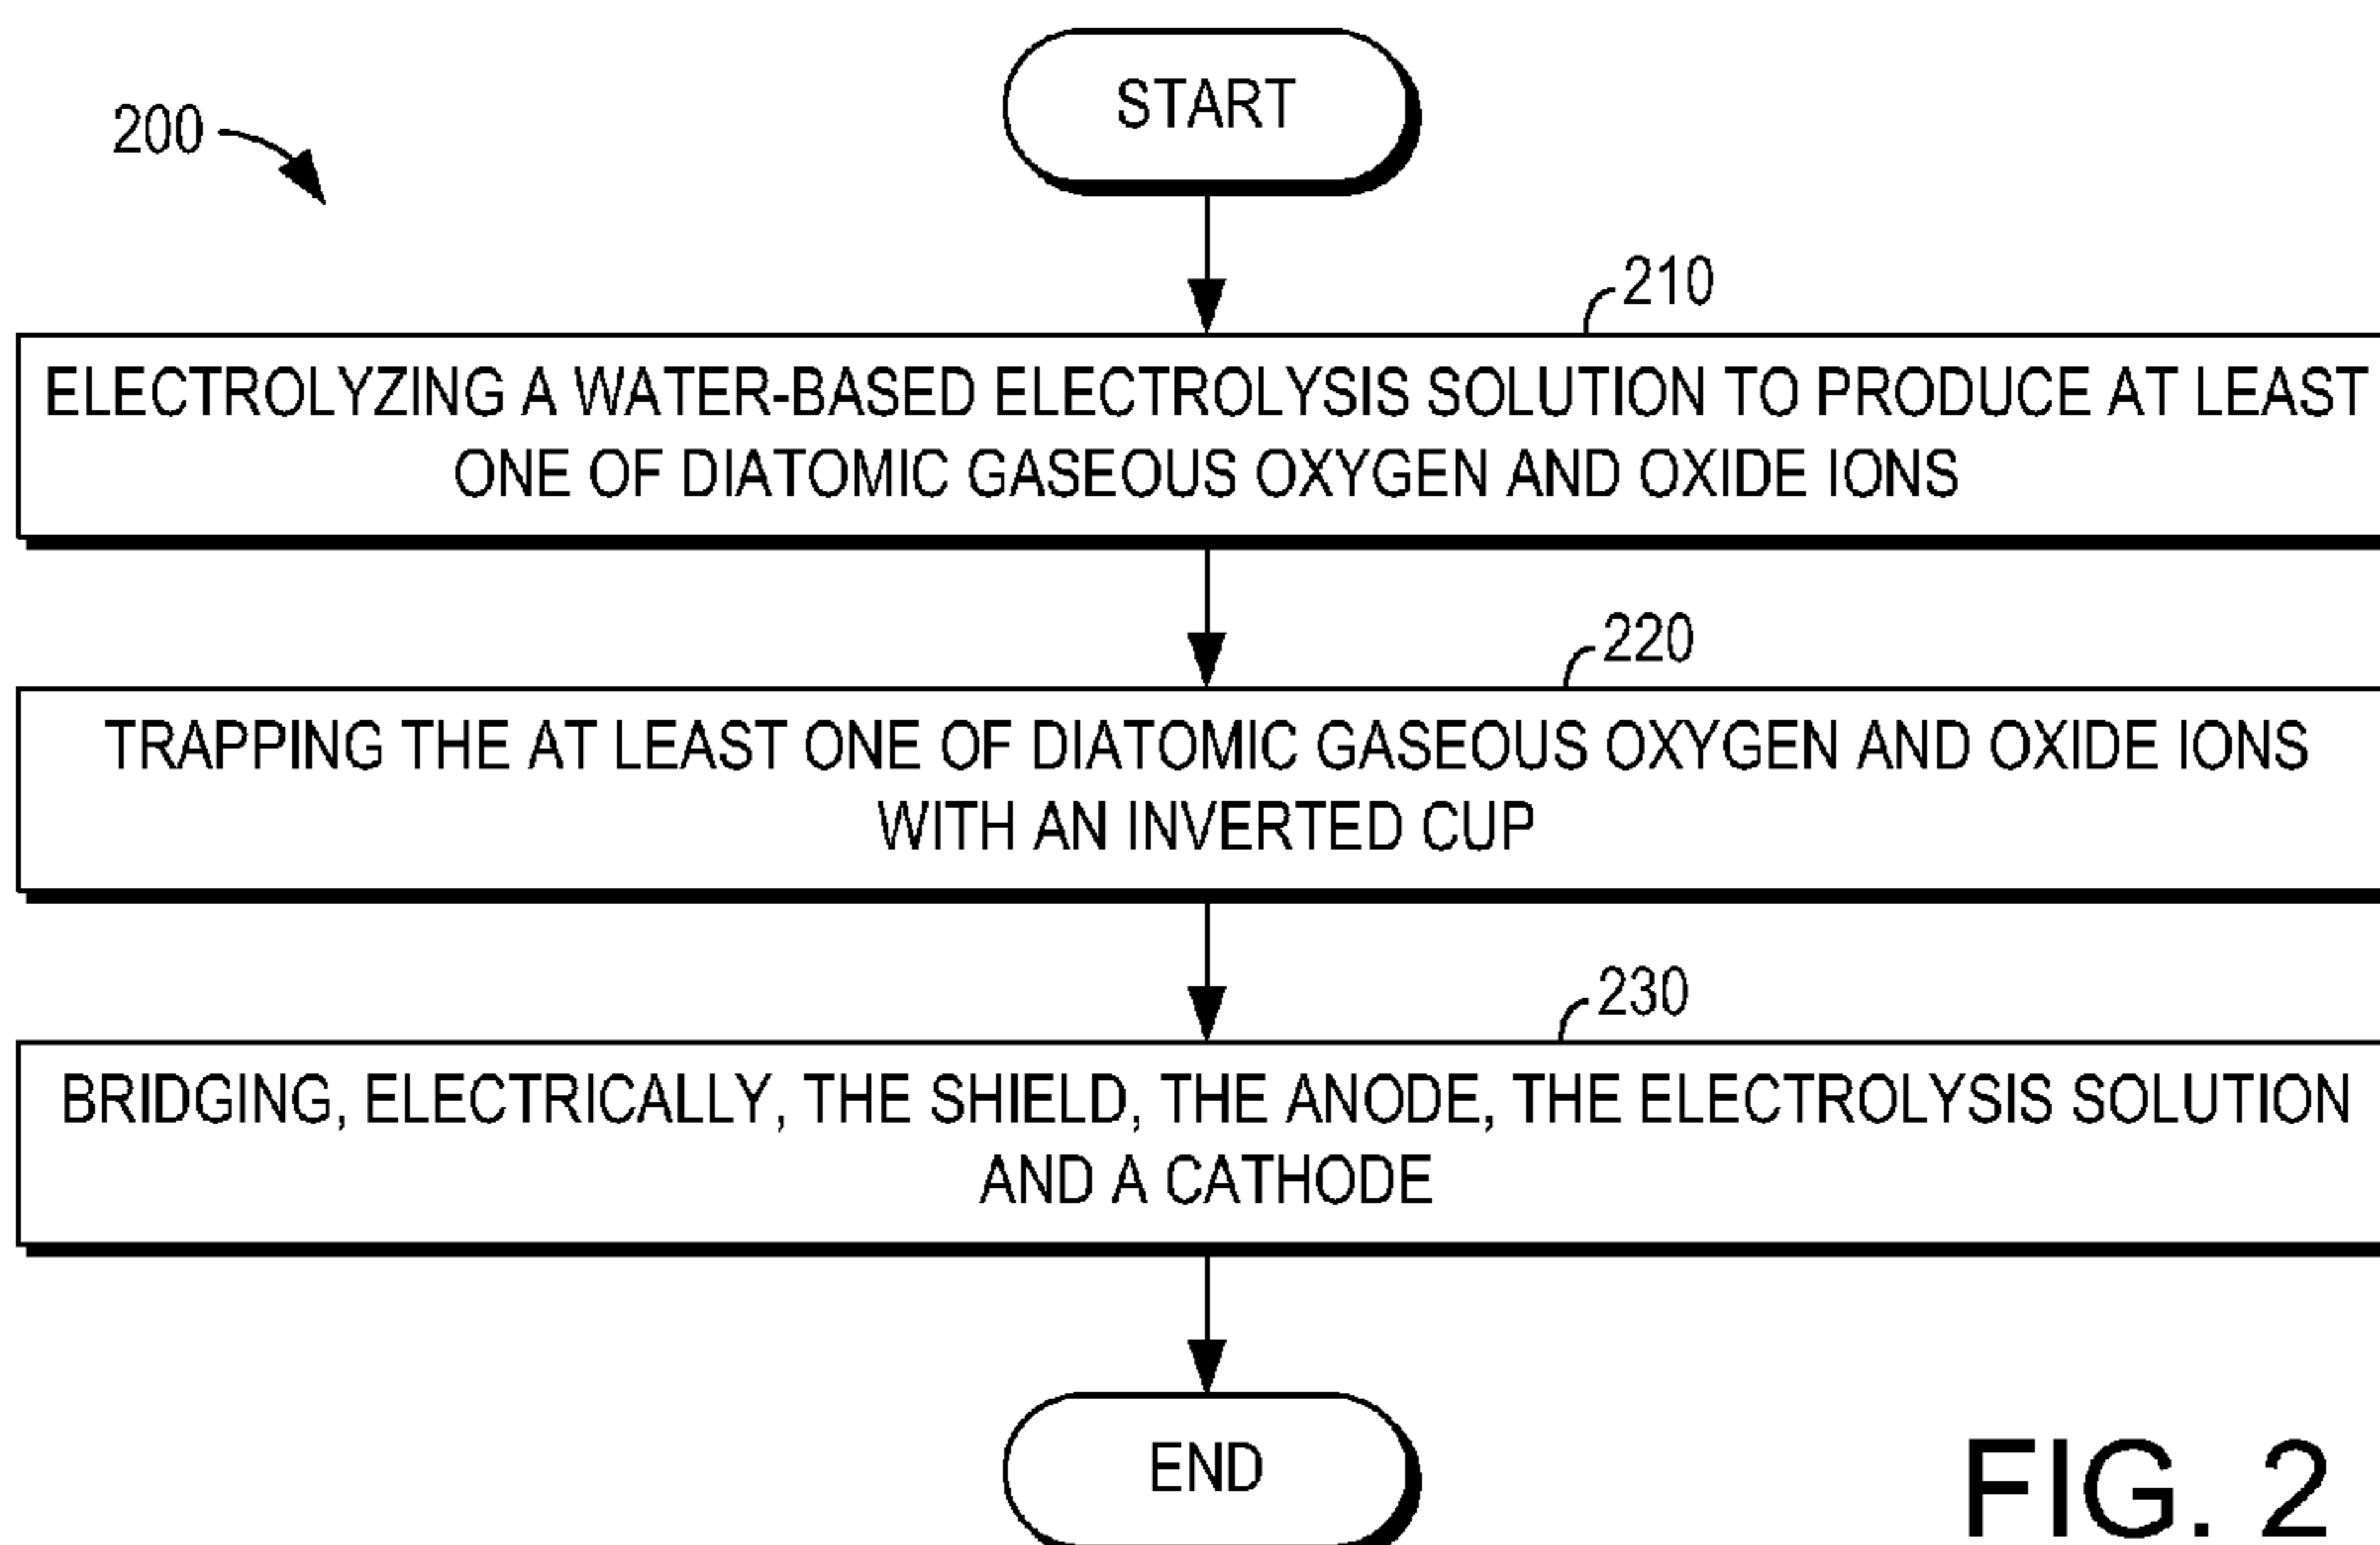 START
200
210
ELECTROLYZING A WATER-BASED ELECTROLYSIS SOLUTION TO PRODUCE AT LEAST
ONE OF DIATOMIC GASEOUS OXYGEN AND OXIDE IONS
220
TRAPPING THE AT LEAST ONE OF DIATOMIC GASEOUS OXYGEN AND OXIDE IONS
WITH AN INVERTED CUP
230
BRIDGING, ELECTRICALLY, THE SHIELD, THE ANODE, THE ELECTROLYSIS SOLUTION
AND A CATHODE
END
FIG. 2